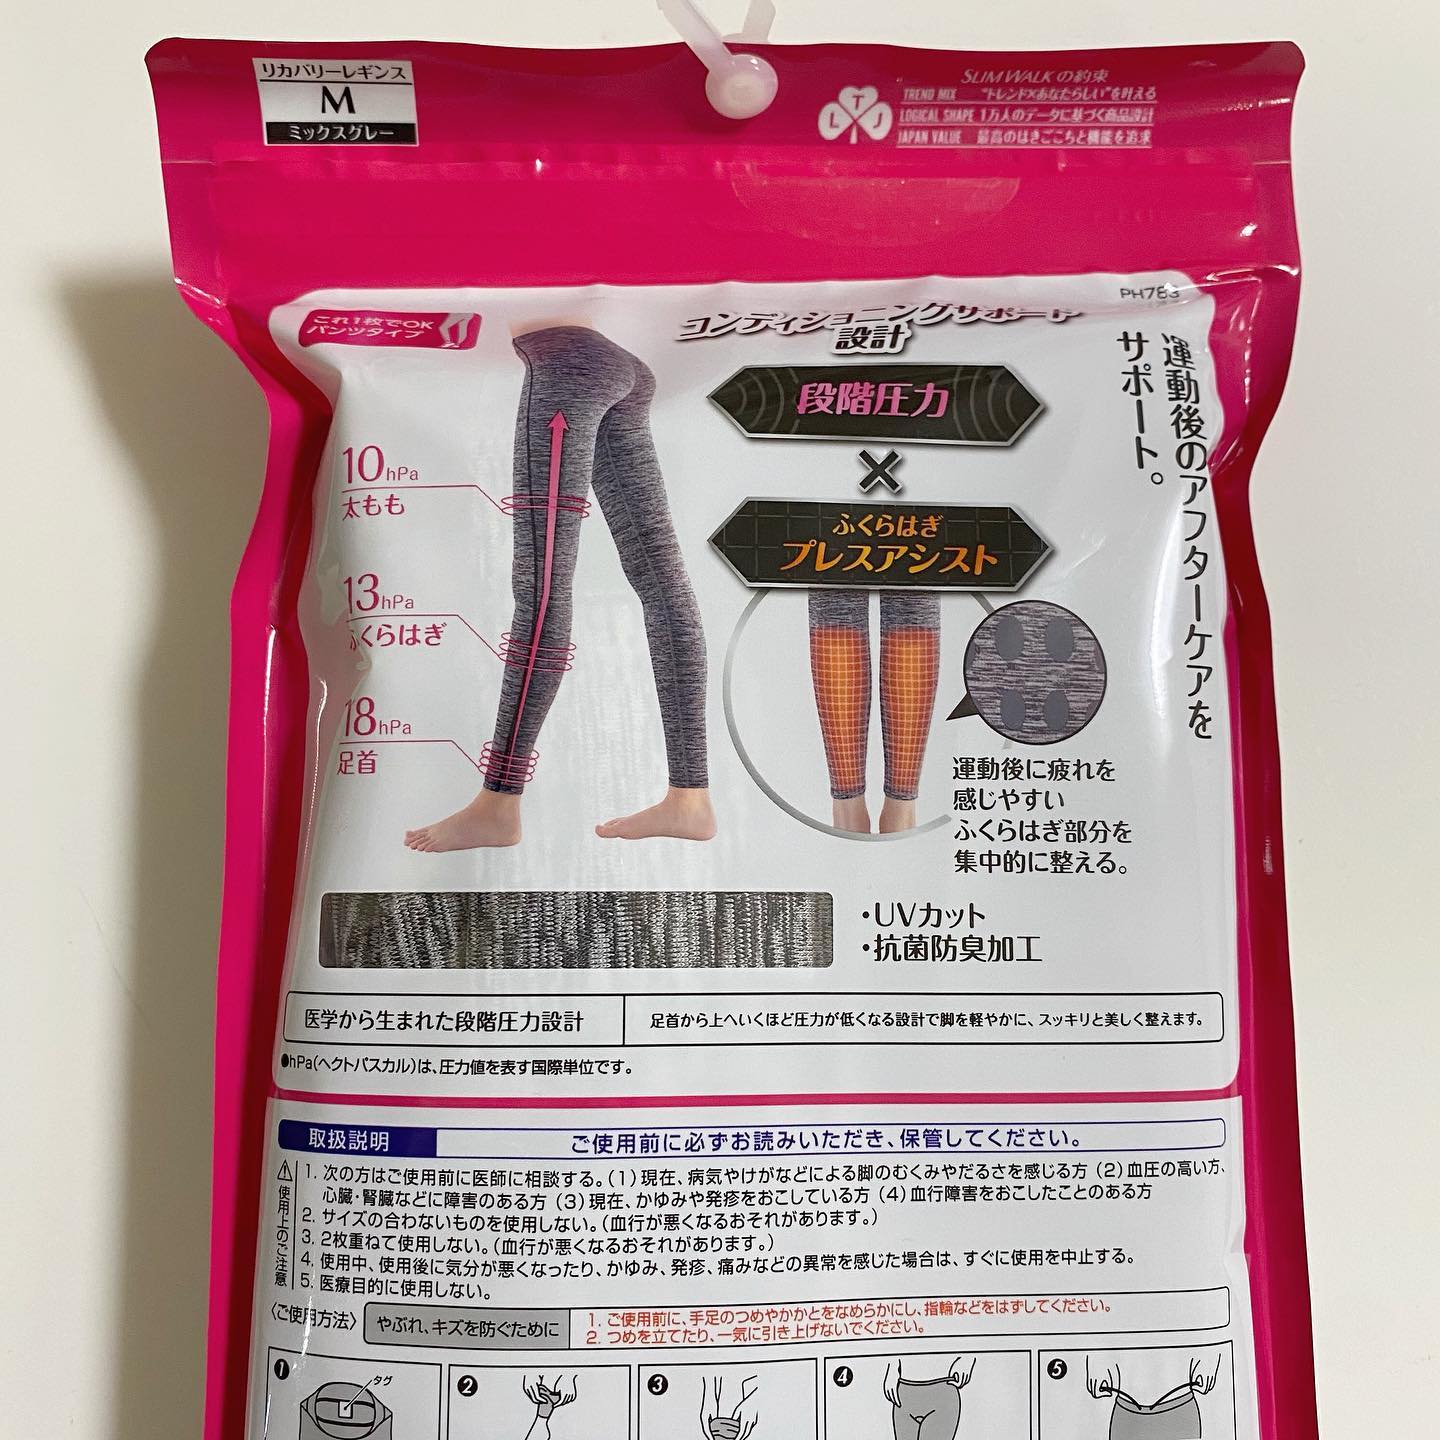 リカバリーレギンス
M
ミックスグレー
SLIM WALKの約束
TREND MIX “トレンド×あなたらしい”を叶える
LOGICAL SHAPE 1万人のデータに基づく商品設計
JAPAN VALUE 最高のはきごこちと機能を追求
T
L J
これ1枚でOK
パンツタイプ
コンディショニングサポート
設計
段階圧力
×
ふくらはぎ
プレスアシスト
運動後のアフターケアを
サポート。
10hPa
太もも
13hPa
ふくらはぎ
18hPa
足首
運動後に疲れを
感じやすい
ふくらはぎ部分を
集中的に整える。
・UVカット
・抗菌防臭加工
医学から生まれた段階圧力設計
足首から上へいくほど圧力が低くなる設計で脚を軽やかに、スッキリと美しく整えます。
●hPa(ヘクトパスカル)は、圧力値を表す国際単位です。
取扱説明
ご使用前に必ずお読みいただき、保管してください。
使用上のご注意
1. 次の方はご使用前に医師に相談する。(1)現在、病気やけがなどによる脚のむくみやだるさを感じる方 (2)血圧の高い方、
心臓・腎臓などに障害のある方 (3)現在、かゆみや発疹をおこしている方 (4)血行障害をおこしたことのある方
2. サイズの合わないものを使用しない。(血行が悪くなるおそれがあります。)
3. 2枚重ねて使用しない。(血行が悪くなるおそれがあります。)
4. 使用中、使用後に気分が悪くなったり、かゆみ、発疹、痛みなどの異常を感じた場合は、すぐに使用を中止する。
5. 医療目的に使用しない。
〈ご使用方法〉
やぶれ、キズを防ぐために
1. ご使用前に、手足のつめやかかとをなめらかにし、指輪などをはずしてください。
2. つめを立てたり、一気に引き上げないでください。
❶ タグ
❷
❸
❹
❺